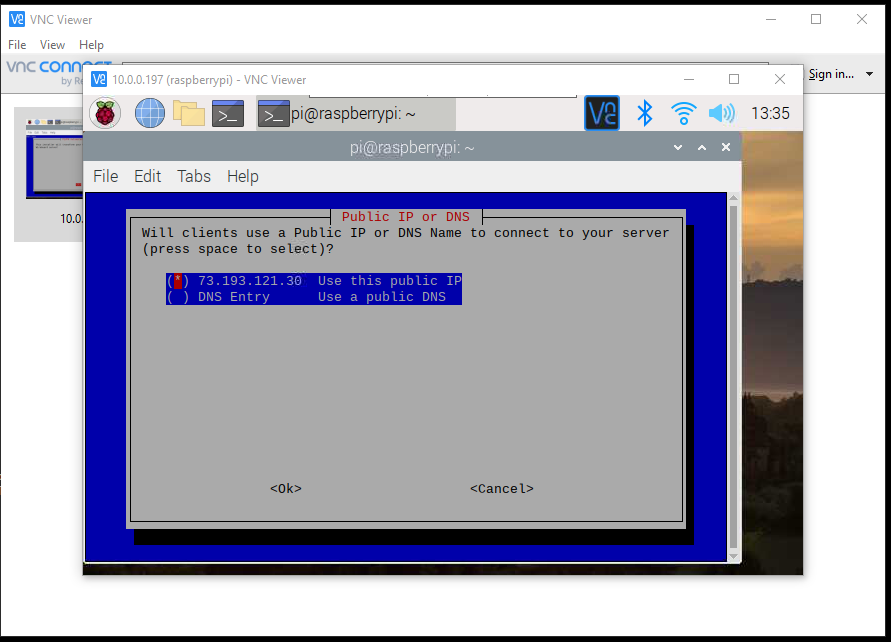 VNC Viewer
File View Help
VNC CONNECT
by
Sign in...
10.0.0.197 (raspberrypi) - VNC Viewer
pi@raspberrypi: ~
13:35
pi@raspberrypi: ~
File Edit Tabs Help
10.0.
Public IP or DNS
Will clients use a Public IP or DNS Name to connect to your server
(press space to select)?
(*) 73.193.121.30 Use this public IP
( ) DNS Entry Use a public DNS
<Ok> <Cancel>